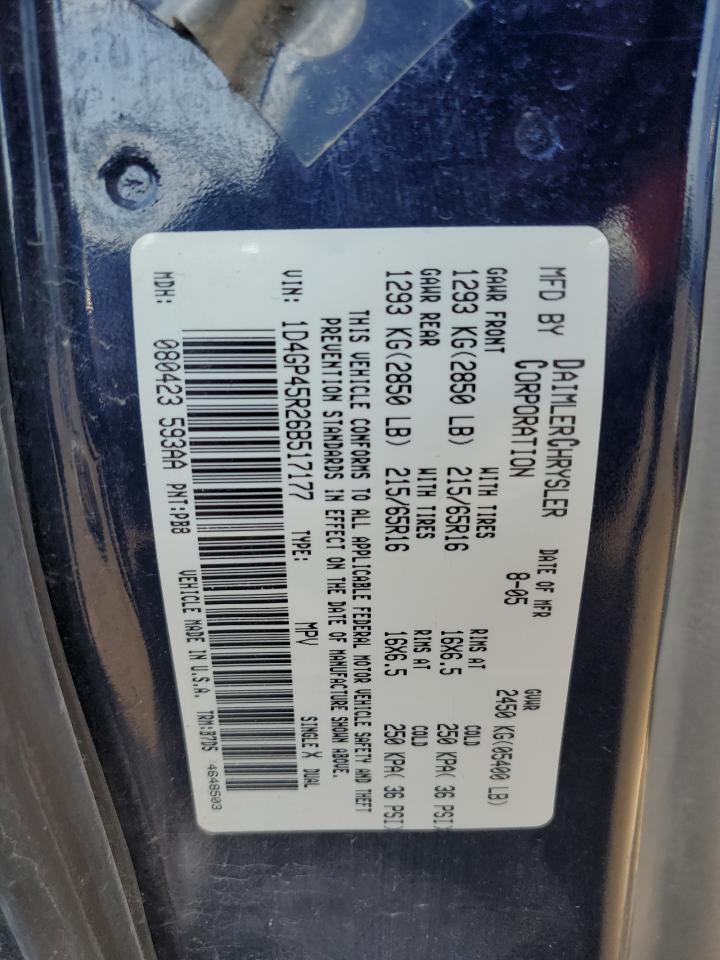 MFD BY DAIMLERCHRYSLER CORPORATION
DATE OF MFR GVWR
8-05 2450 KG(05400 LB)
GAWR FRONT WITH TIRES RIMS AT COLD
1293 KG(2850 LB) 215/65R16 16X6.5 250 KPA( 36 PSI)
GAWR REAR WITH TIRES RIMS AT COLD
1293 KG(2850 LB) 215/65R16 16X6.5 250 KPA( 36 PSI)
THIS VEHICLE CONFORMS TO ALL APPLICABLE FEDERAL MOTOR VEHICLE SAFETY AND THEFT
PREVENTION STANDARDS IN EFFECT ON THE DATE OF MANUFACTURE SHOWN ABOVE.
VIN: 1D4GP45R26B517177 TYPE: MPV SINGLE X DUAL
MDH: 080423 593AA PNT:PB8 VEHICLE MADE IN U.S.A. TRM:B7D5 4648503